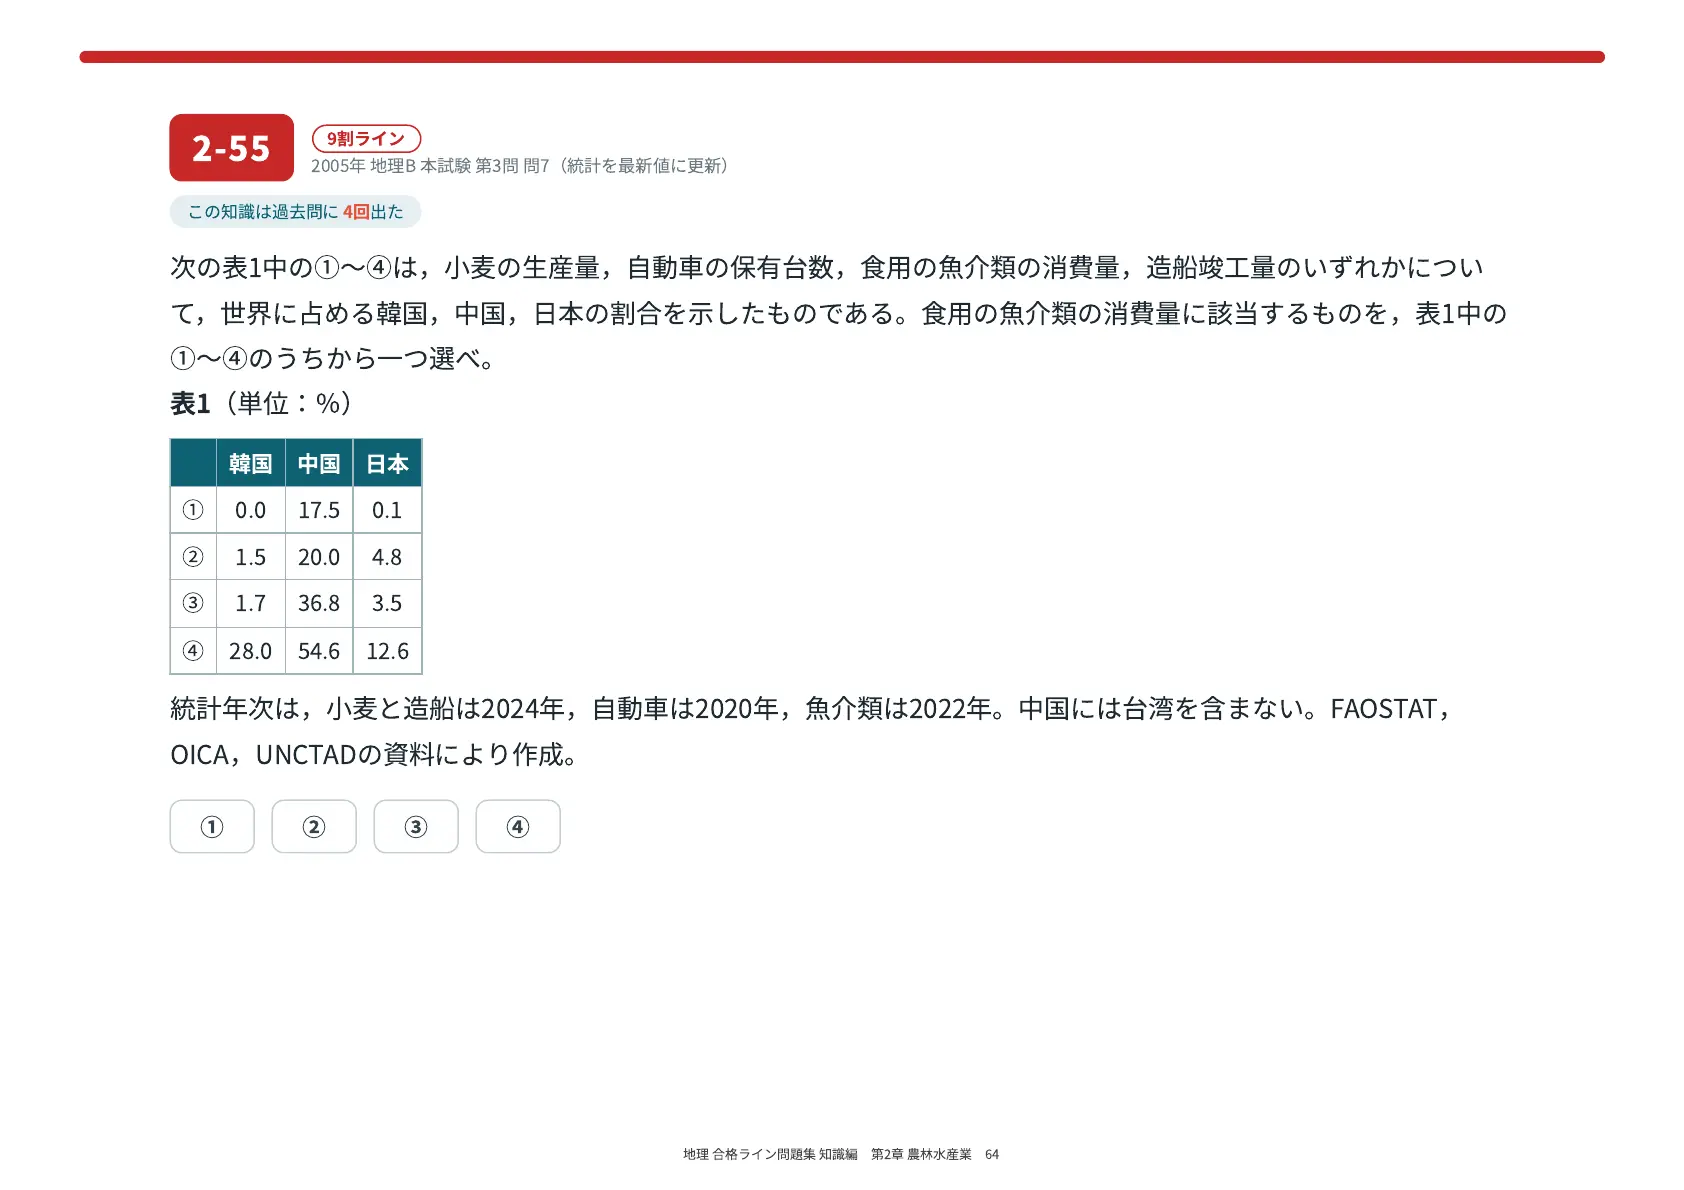 2-55
9割ライン
2005年 地理B 本試験 第3問 問7（統計を最新値に更新）
この知識は過去問に 4回出た
次の表1中の①～④は，小麦の生産量，自動車の保有台数，食用の魚介類の消費量，造船竣工量のいずれかについ
て，世界に占める韓国，中国，日本の割合を示したものである。食用の魚介類の消費量に該当するものを，表1中の
①～④のうちから一つ選べ。
表1（単位：％）
韓国 中国 日本
① 0.0 17.5 0.1
② 1.5 20.0 4.8
③ 1.7 36.8 3.5
④ 28.0 54.6 12.6
統計年次は，小麦と造船は2024年，自動車は2020年，魚介類は2022年。中国には台湾を含まない。FAOSTAT，
OICA，UNCTADの資料により作成。
① ② ③ ④
地理 合格ライン問題集 知識編　第2章 農林水産業　64